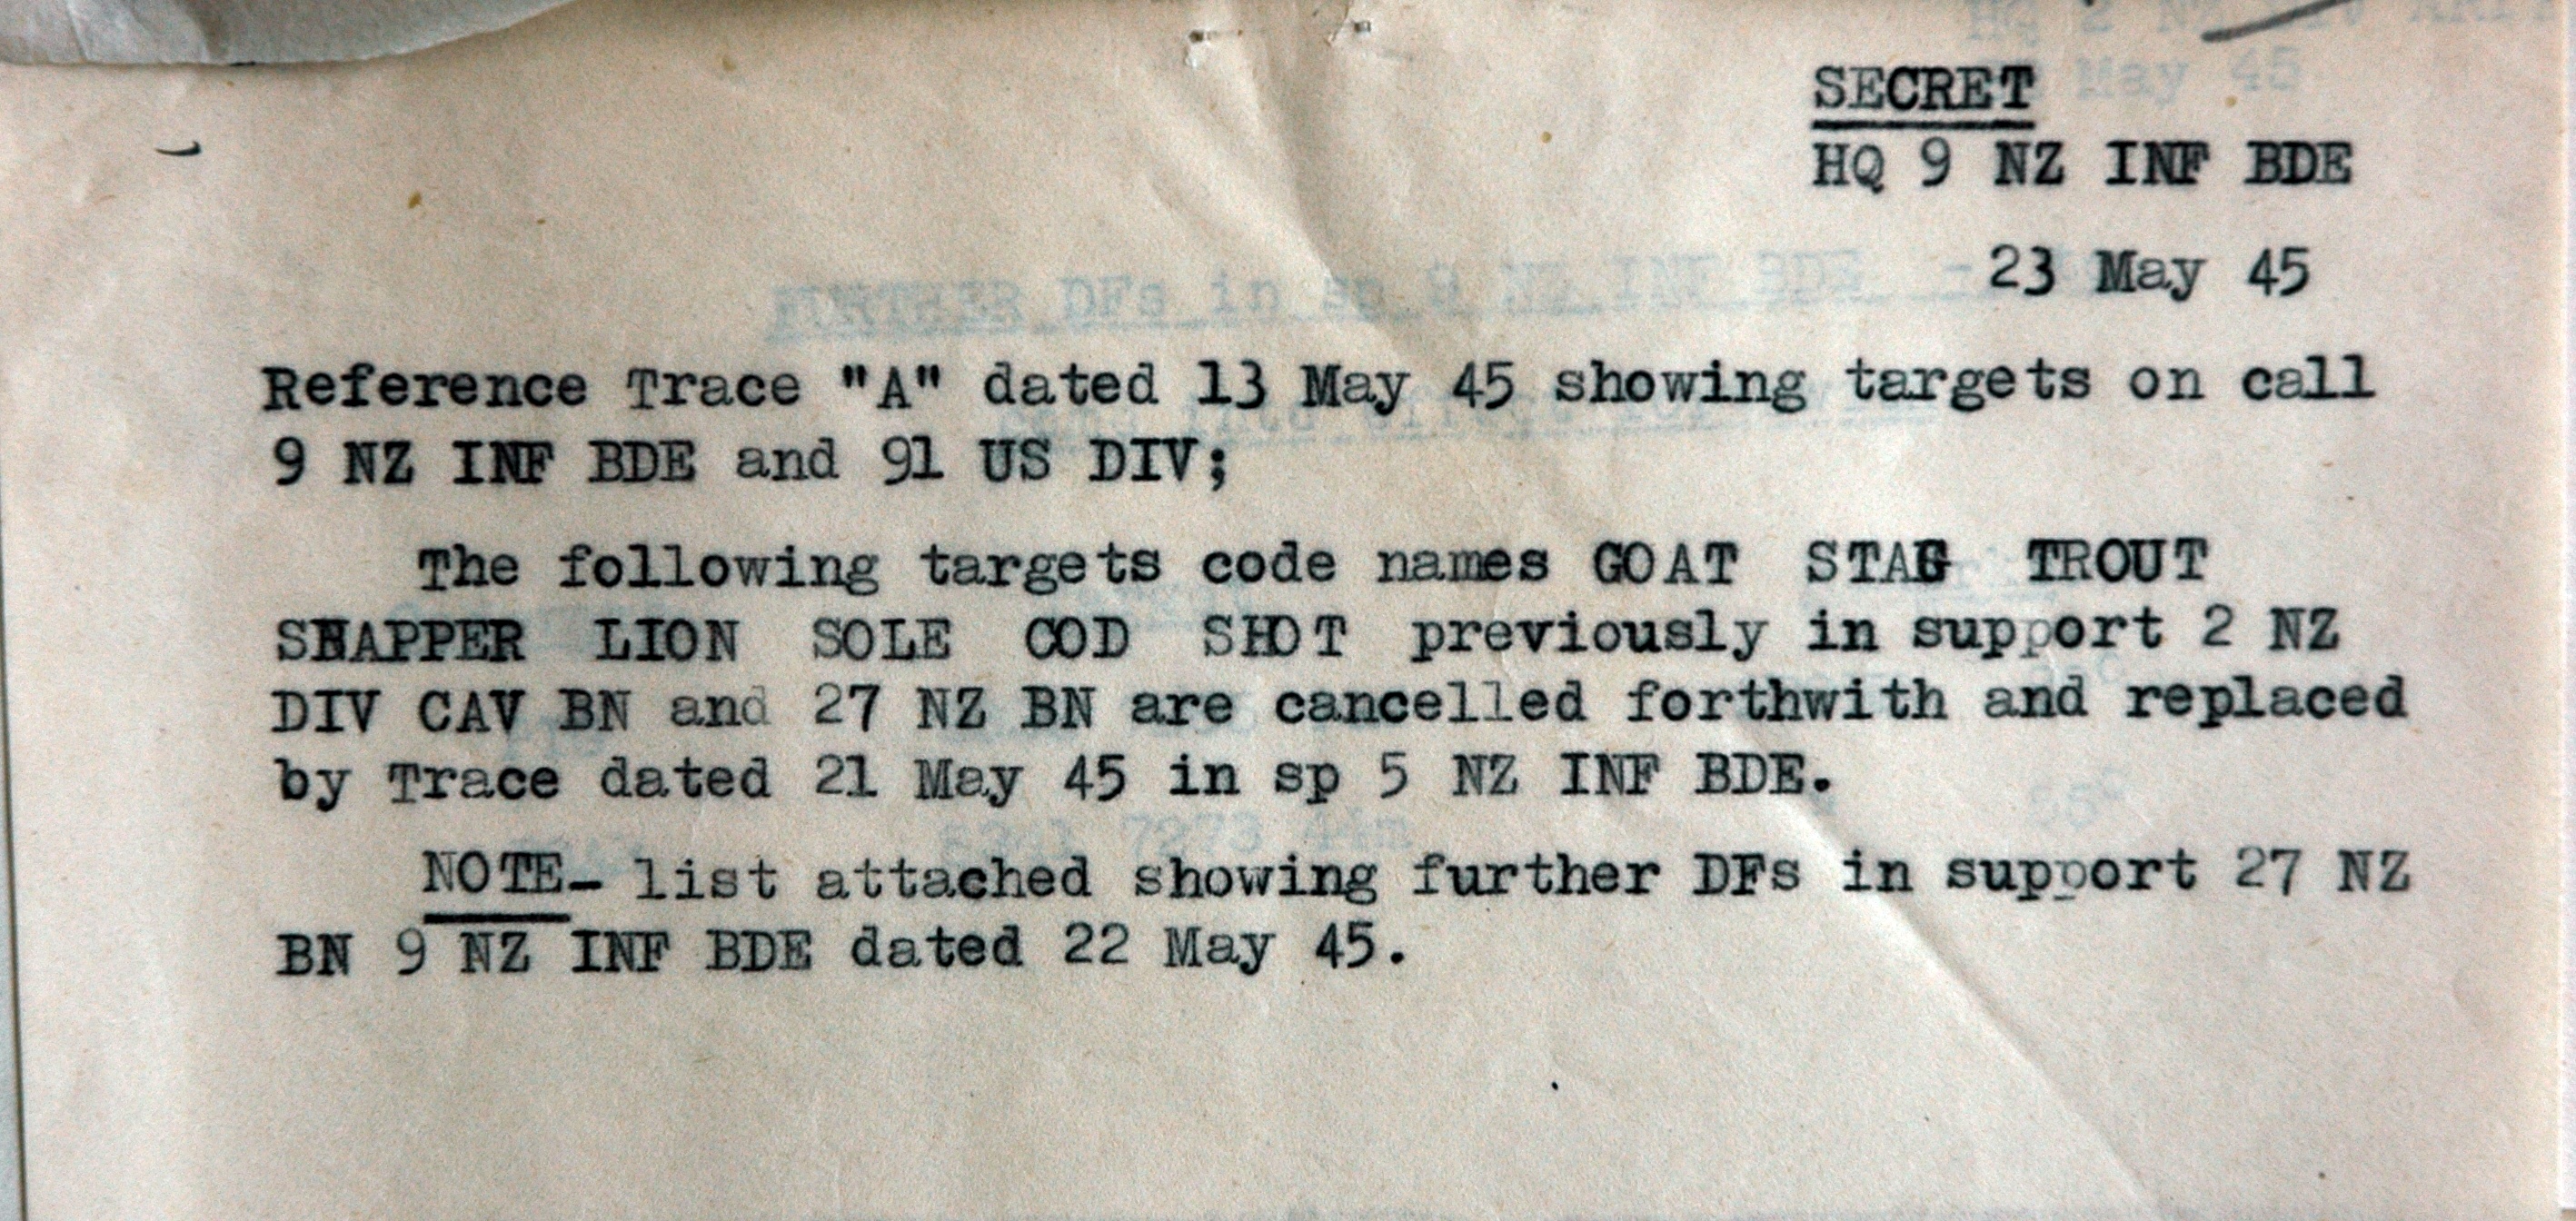 SECRET
HQ 9 NZ INF BDE
23 May 45
Reference Trace "A" dated 13 May 45 showing targets on call
9 NZ INF BDE and 91 US DIV;
The following targets code names GOAT STAG TROUT
SNAPPER LION SOLE COD SHOT previously in support 2 NZ
DIV CAV BN and 27 NZ BN are cancelled forthwith and replaced
by Trace dated 21 May 45 in sp 5 NZ INF BDE.
NOTE- list attached showing further DFs in support 27 NZ
BN 9 NZ INF BDE dated 22 May 45.